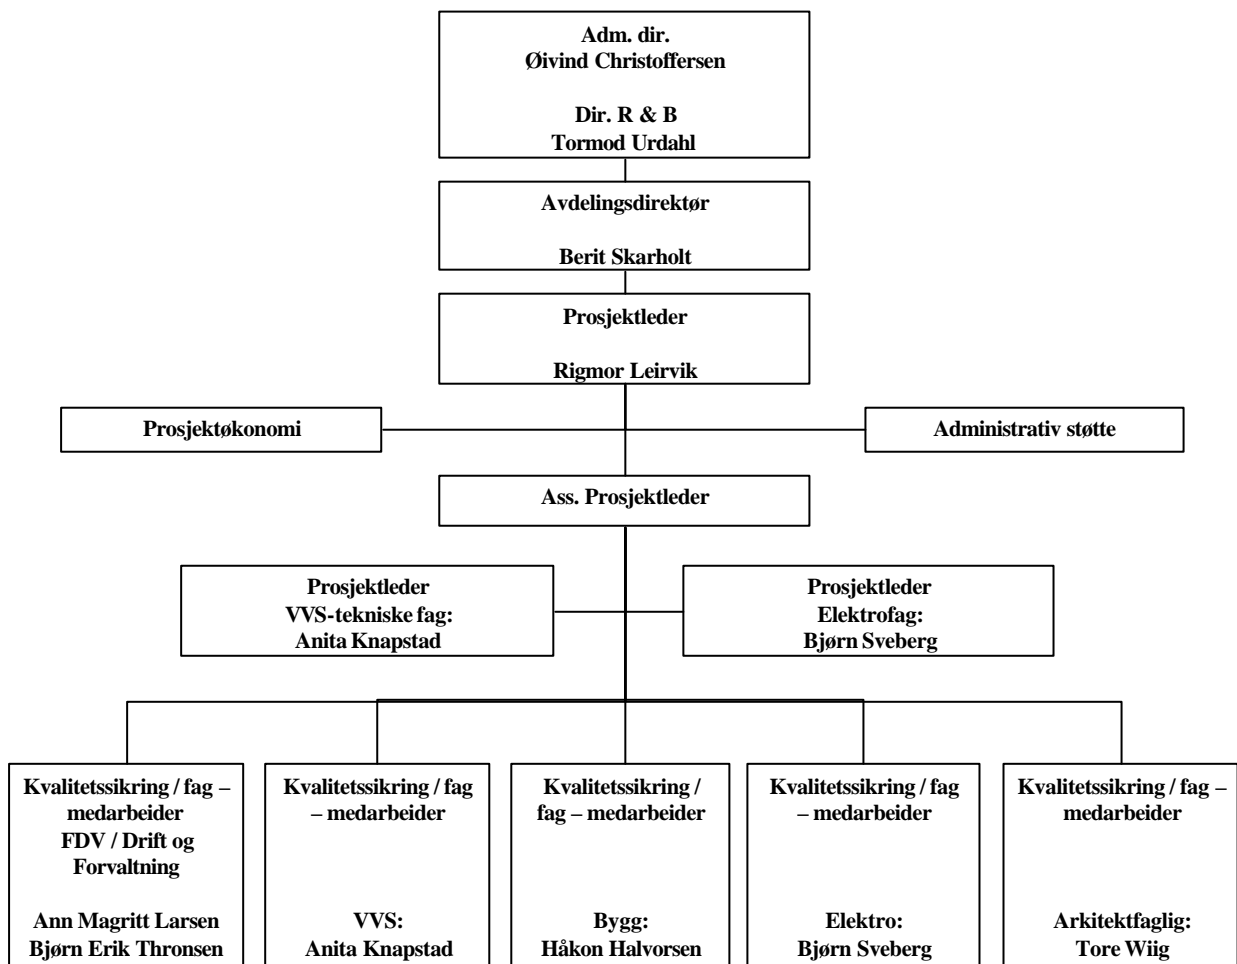 Adm. dir.
Øivind Christoffersen
Dir. R & B
Tormod Urdahl
Avdelingsdirektør
Berit Skarholt
Prosjektleder
Rigmor Leirvik
Prosjektøkonomi
Administrativ støtte
Ass. Prosjektleder
Prosjektleder
VVS-tekniske fag:
Anita Knapstad
Prosjektleder
Elektrofag:
Bjørn Sveberg
Kvalitetssikring / fag –
medarbeider
FDV / Drift og
Forvaltning
Ann Magritt Larsen
Bjørn Erik Thronsen
Kvalitetssikring / fag
– medarbeider
VVS:
Anita Knapstad
Kvalitetssikring /
fag – medarbeider
Bygg:
Håkon Halvorsen
Kvalitetssikring / fag
– medarbeider
Elektro:
Bjørn Sveberg
Kvalitetssikring / fag –
medarbeider
Arkitektfaglig:
Tore Wiig